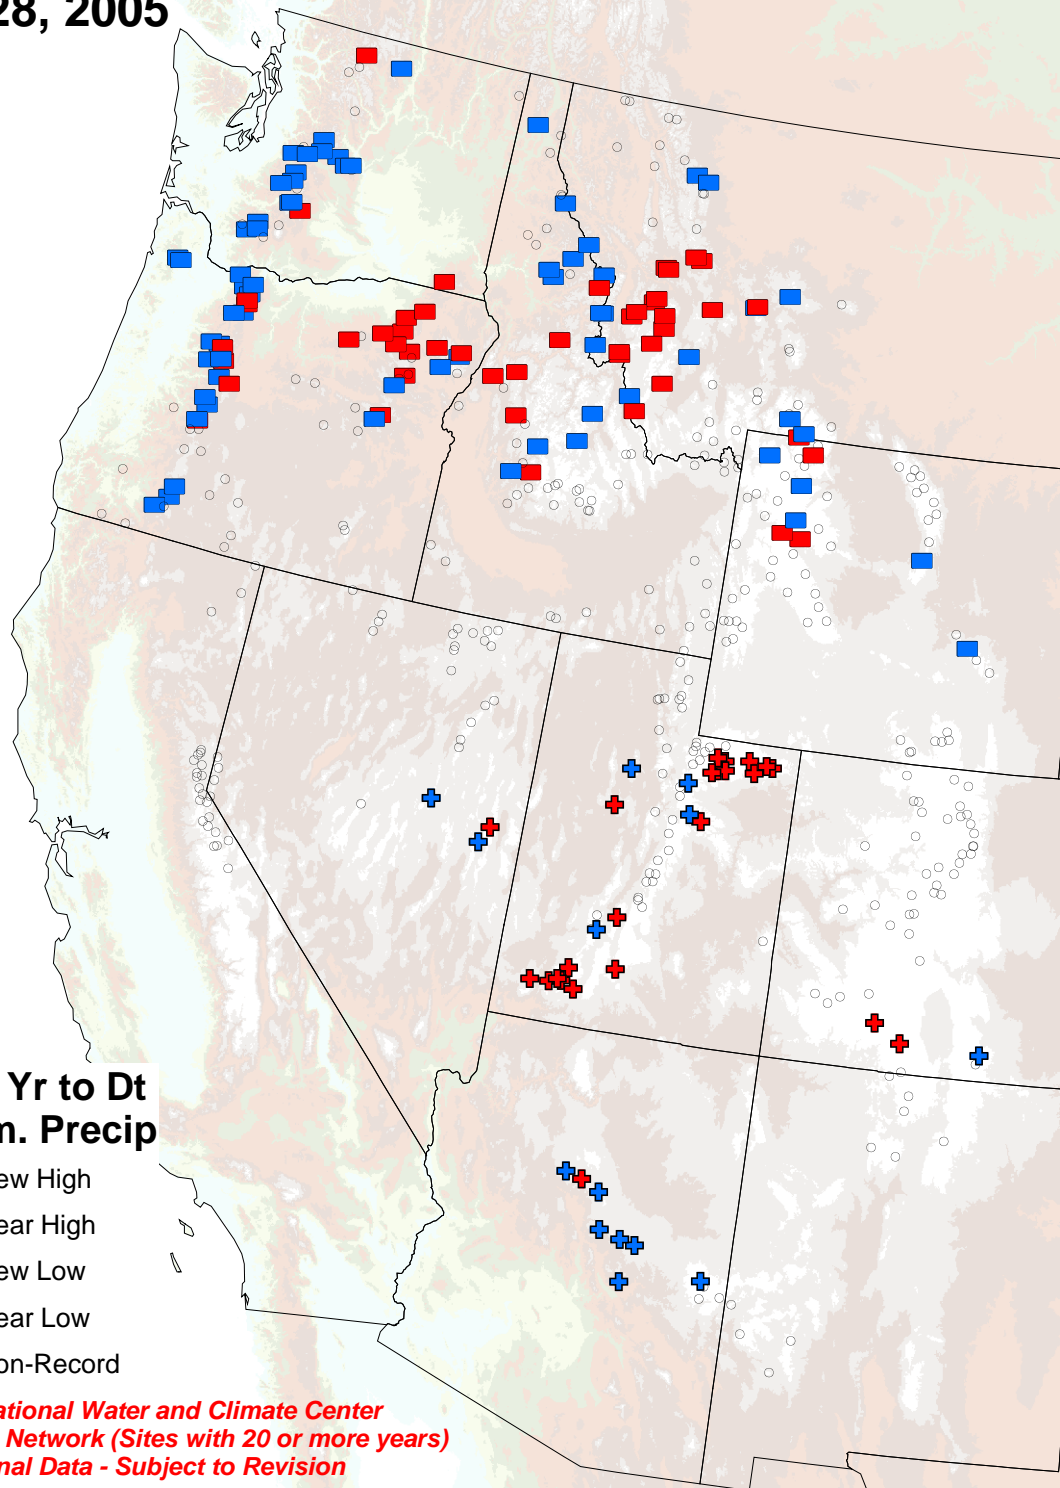 28, 2005
Yr to Dt
m. Precip
ew High
ear High
ew Low
ear Low
on-Record
ational Water and Climate Center
Network (Sites with 20 or more years)
nal Data - Subject to Revision